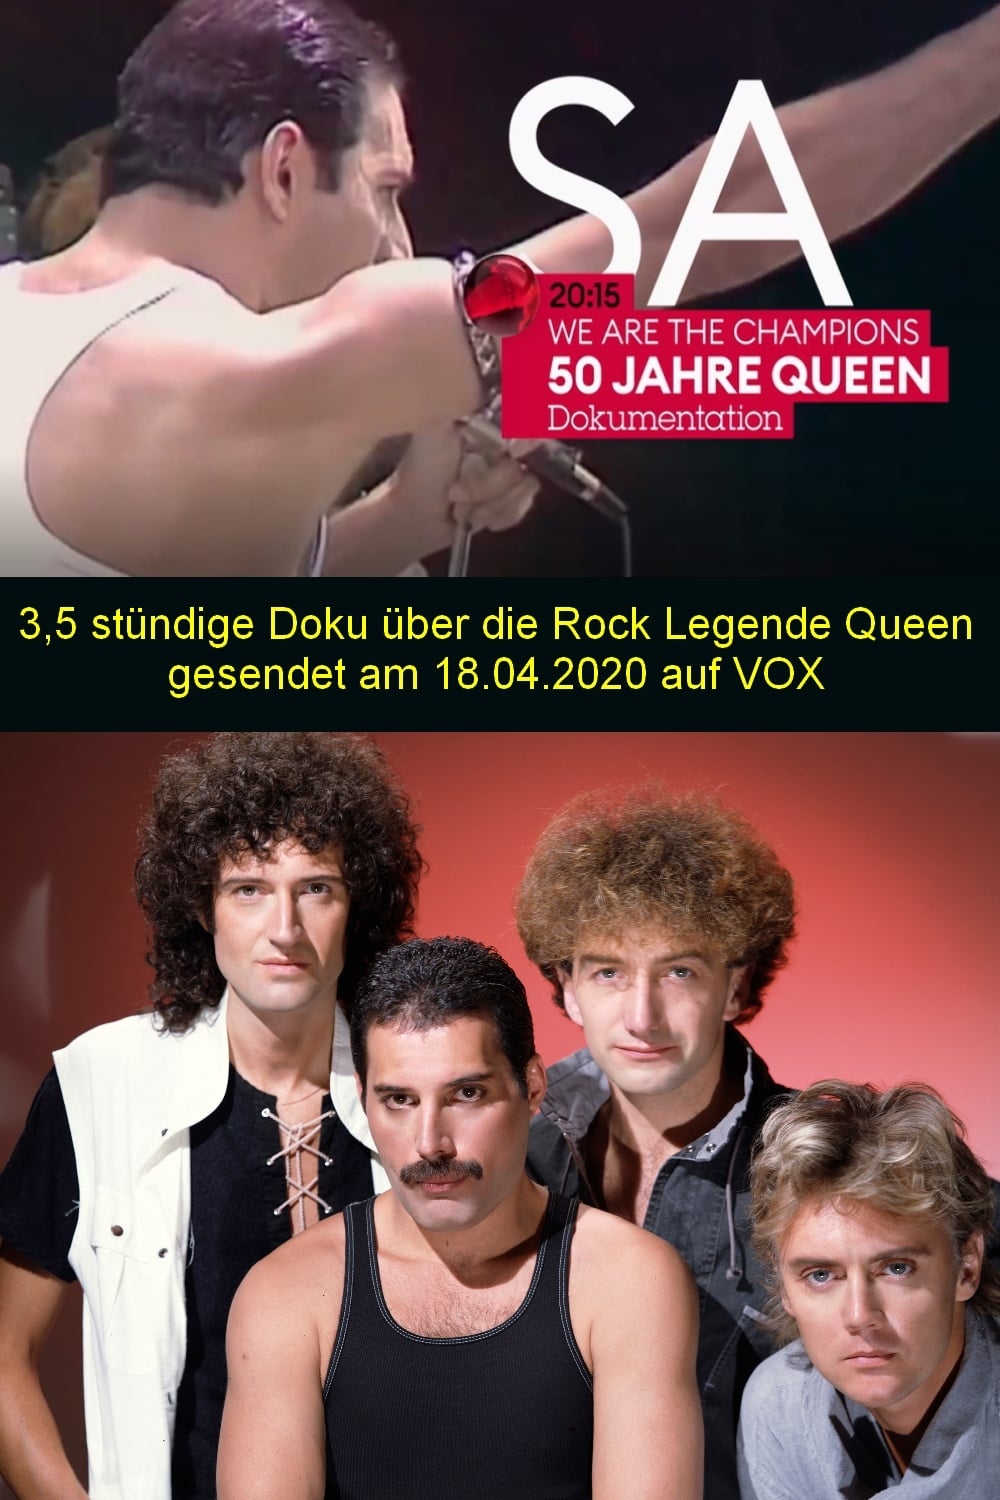 SA
20:15
WE ARE THE CHAMPIONS
50 JAHRE QUEEN
Dokumentation
3,5 stündige Doku über die Rock Legende Queen
gesendet am 18.04.2020 auf VOX